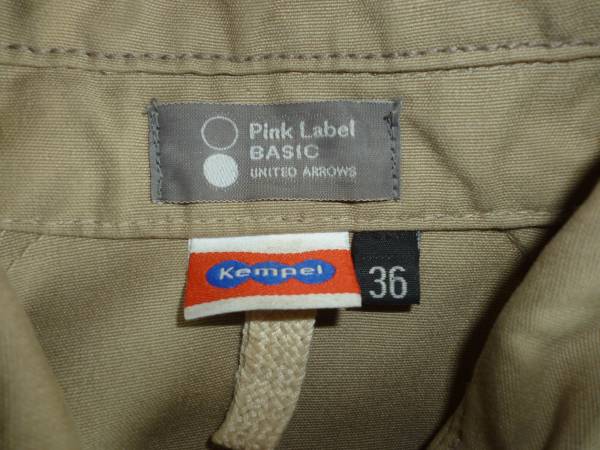 Pink Label
BASIC
UNITED ARROWS
Kempel
36